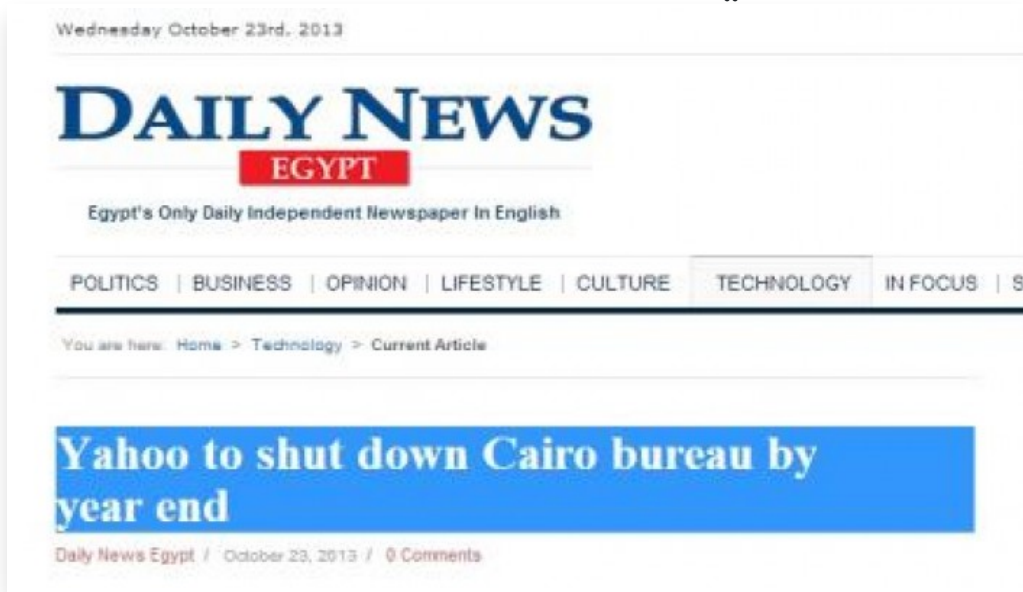 Wednesday October 23rd, 2013
DAILY NEWS
EGYPT
Egypt's Only Daily Independent Newspaper In English
POLITICS | BUSINESS | OPINION | LIFESTYLE | CULTURE TECHNOLOGY IN FOCUS | S
You are here: Home > Technology > Current Article
Yahoo to shut down Cairo bureau by
year end
Daily News Egypt / October 23, 2013 / 0 Comments